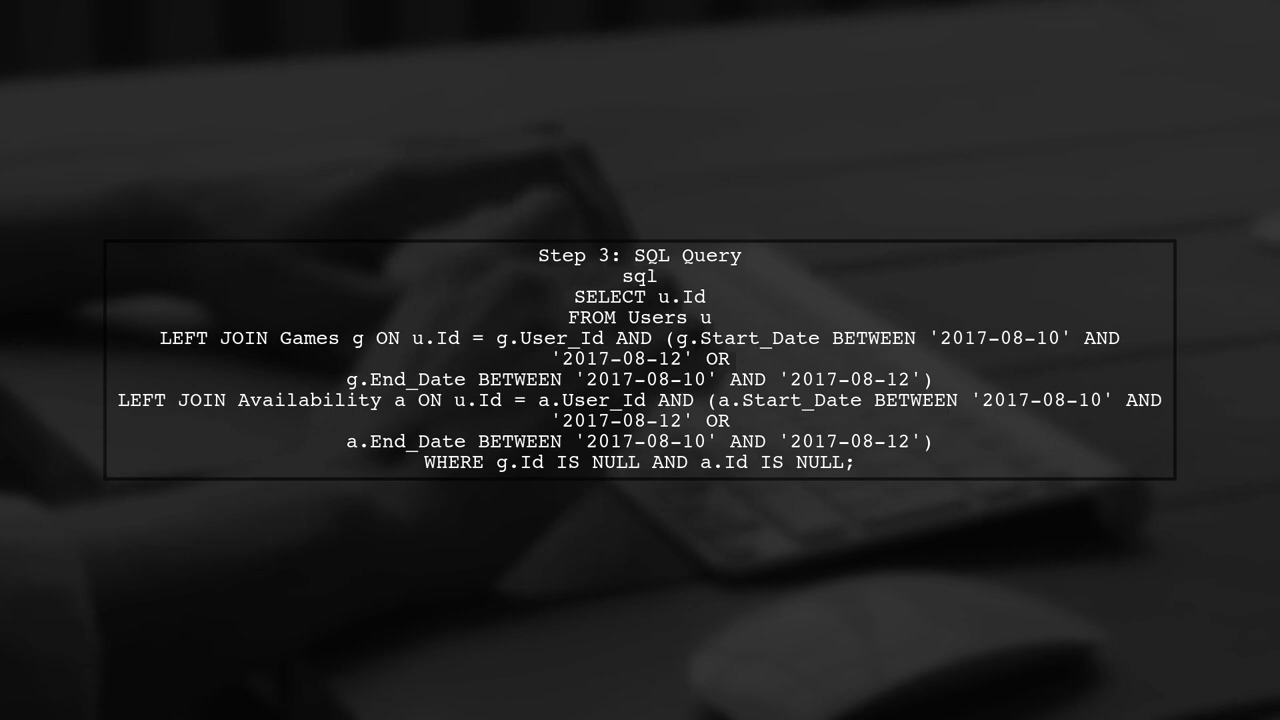 Step 3: SQL Query
sql
SELECT u.Id
FROM Users u
LEFT JOIN Games g ON u.Id = g.User_Id AND (g.Start_Date BETWEEN '2017-08-10' AND
'2017-08-12' OR
g.End_Date BETWEEN '2017-08-10' AND '2017-08-12')
LEFT JOIN Availability a ON u.Id = a.User_Id AND (a.Start_Date BETWEEN '2017-08-10' AND
'2017-08-12' OR
a.End_Date BETWEEN '2017-08-10' AND '2017-08-12')
WHERE g.Id IS NULL AND a.Id IS NULL;